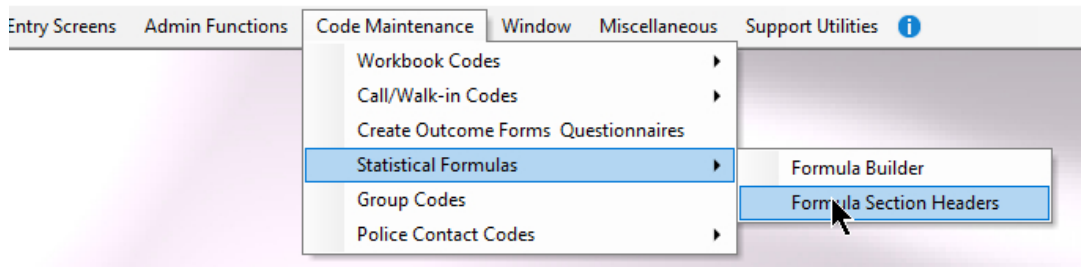 Entry Screens Admin Functions Code Maintenance Window Miscellaneous Support Utilities
Workbook Codes
Call/Walk-in Codes
Create Outcome Forms Questionnaires
Statistical Formulas
Formula Builder
Group Codes
Formula Section Headers
Police Contact Codes